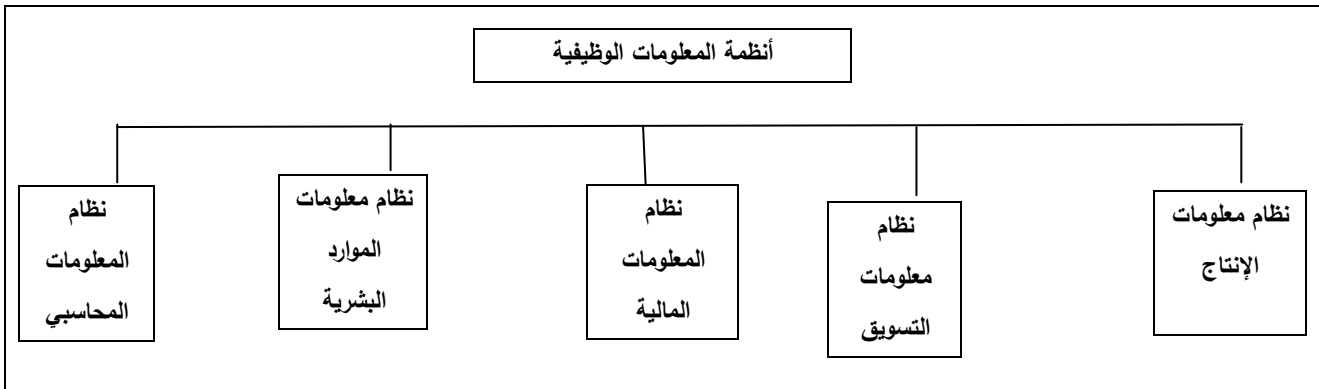 أنظمة المعلومات الوظيفية
نظام معلومات
الإنتاج
نظام
معلومات
التسويق
نظام
المعلومات
المالية
نظام معلومات
الموارد
البشرية
نظام
المعلومات
المحاسبي